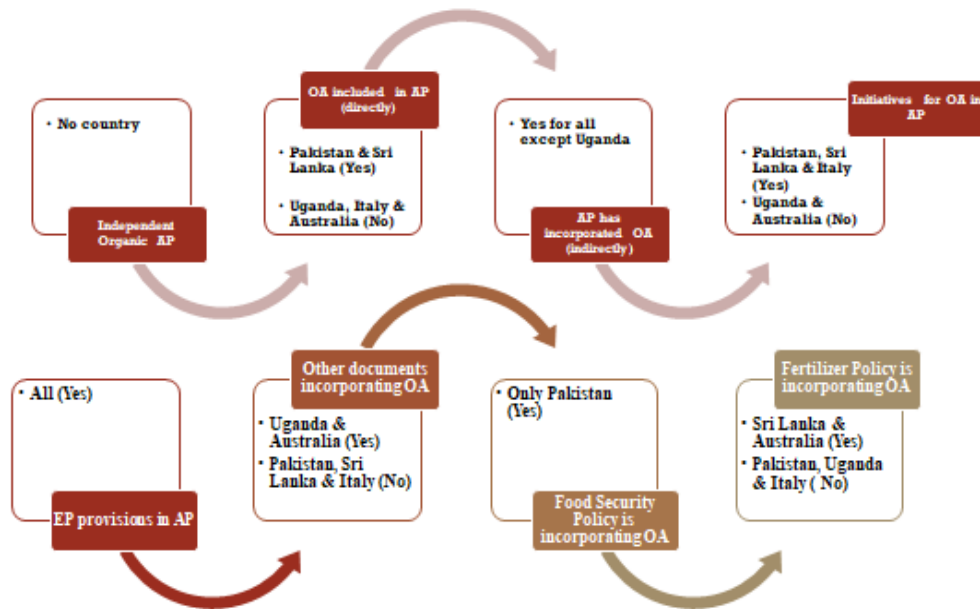 • No country
Independent
Organic AP
OA included in AP
(directly)
• Pakistan & Sri
Lanka (Yes)
• Uganda, Italy &
Australia (No)
• Yes for all
except Uganda
AP has
incorporated OA
(indirectly)
Initiatives for OA in
AP
• Pakistan, Sri
Lanka & Italy
(Yes)
• Uganda &
Australia (No)
• All (Yes)
EP provisions in AP
Other documents
incorporating OA
• Uganda &
Australia (Yes)
• Pakistan, Sri
Lanka & Italy (No)
• Only Pakistan
(Yes)
Food Security
Policy is
incorporating OA
Fertilizer Policy is
incorporating OA
• Sri Lanka &
Australia (Yes)
• Pakistan, Uganda
& Italy ( No)